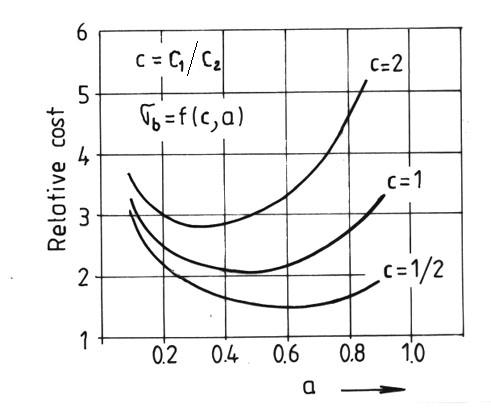 6
c = C₁/C₂
c=2
5
σb = f(c,a)
Relative cost
4
3
c=1
2
c=1/2
1
0.2 0.4 0.6 0.8 1.0
a